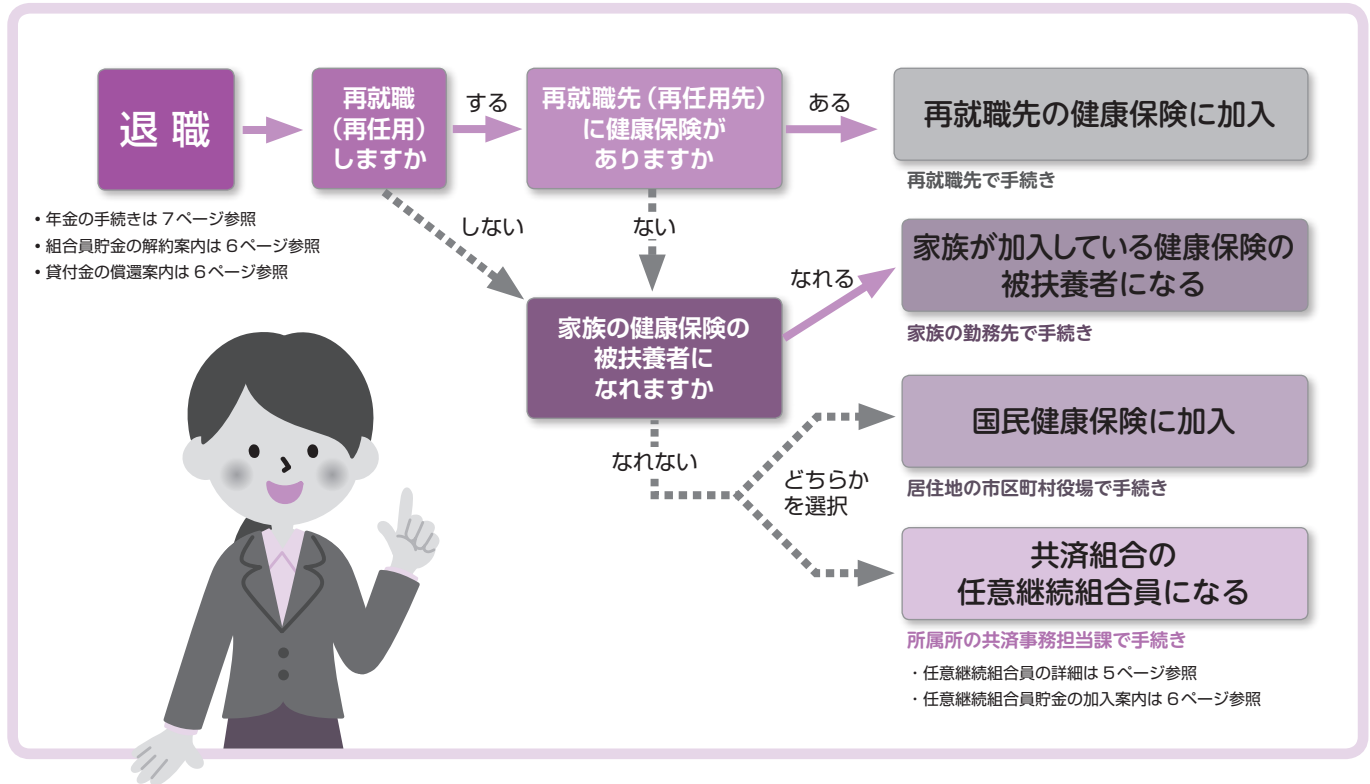 退 職
・年金の手続きは 7ページ参照
・組合員貯金の解約案内は 6ページ参照
・貸付金の償還案内は 6ページ参照
再就職
（再任用）
しますか
する
しない
再就職先（再任用先）
に健康保険が
ありますか
ある
ない
再就職先の健康保険に加入
再就職先で手続き
家族の健康保険の
被扶養者に
なれますか
なれる
なれない
家族が加入している健康保険の
被扶養者になる
家族の勤務先で手続き
どちらか
を選択
国民健康保険に加入
居住地の市区町村役場で手続き
共済組合の
任意継続組合員になる
所属所の共済事務担当課で手続き
・任意継続組合員の詳細は 5ページ参照
・任意継続組合員貯金の加入案内は 6ページ参照